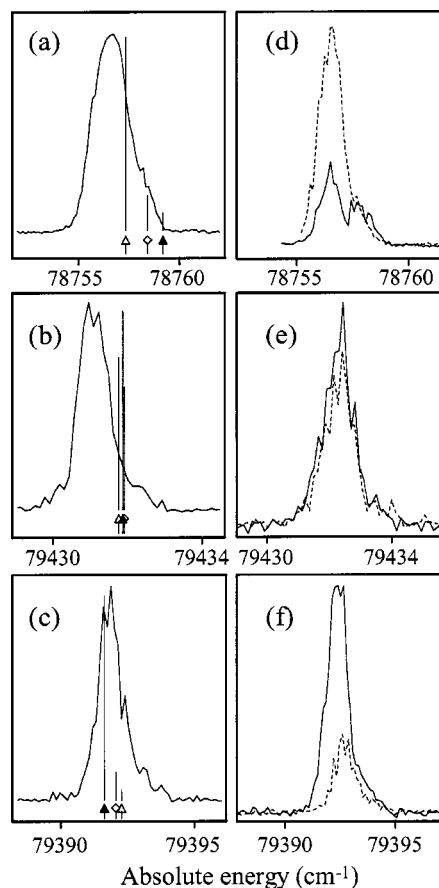 (a) (d)
78755 78760 78755 78760
(b) (e)
79430 79434 79430 79434
(c) (f)
79390 79395 79390 79395
Absolute energy (cm⁻¹)